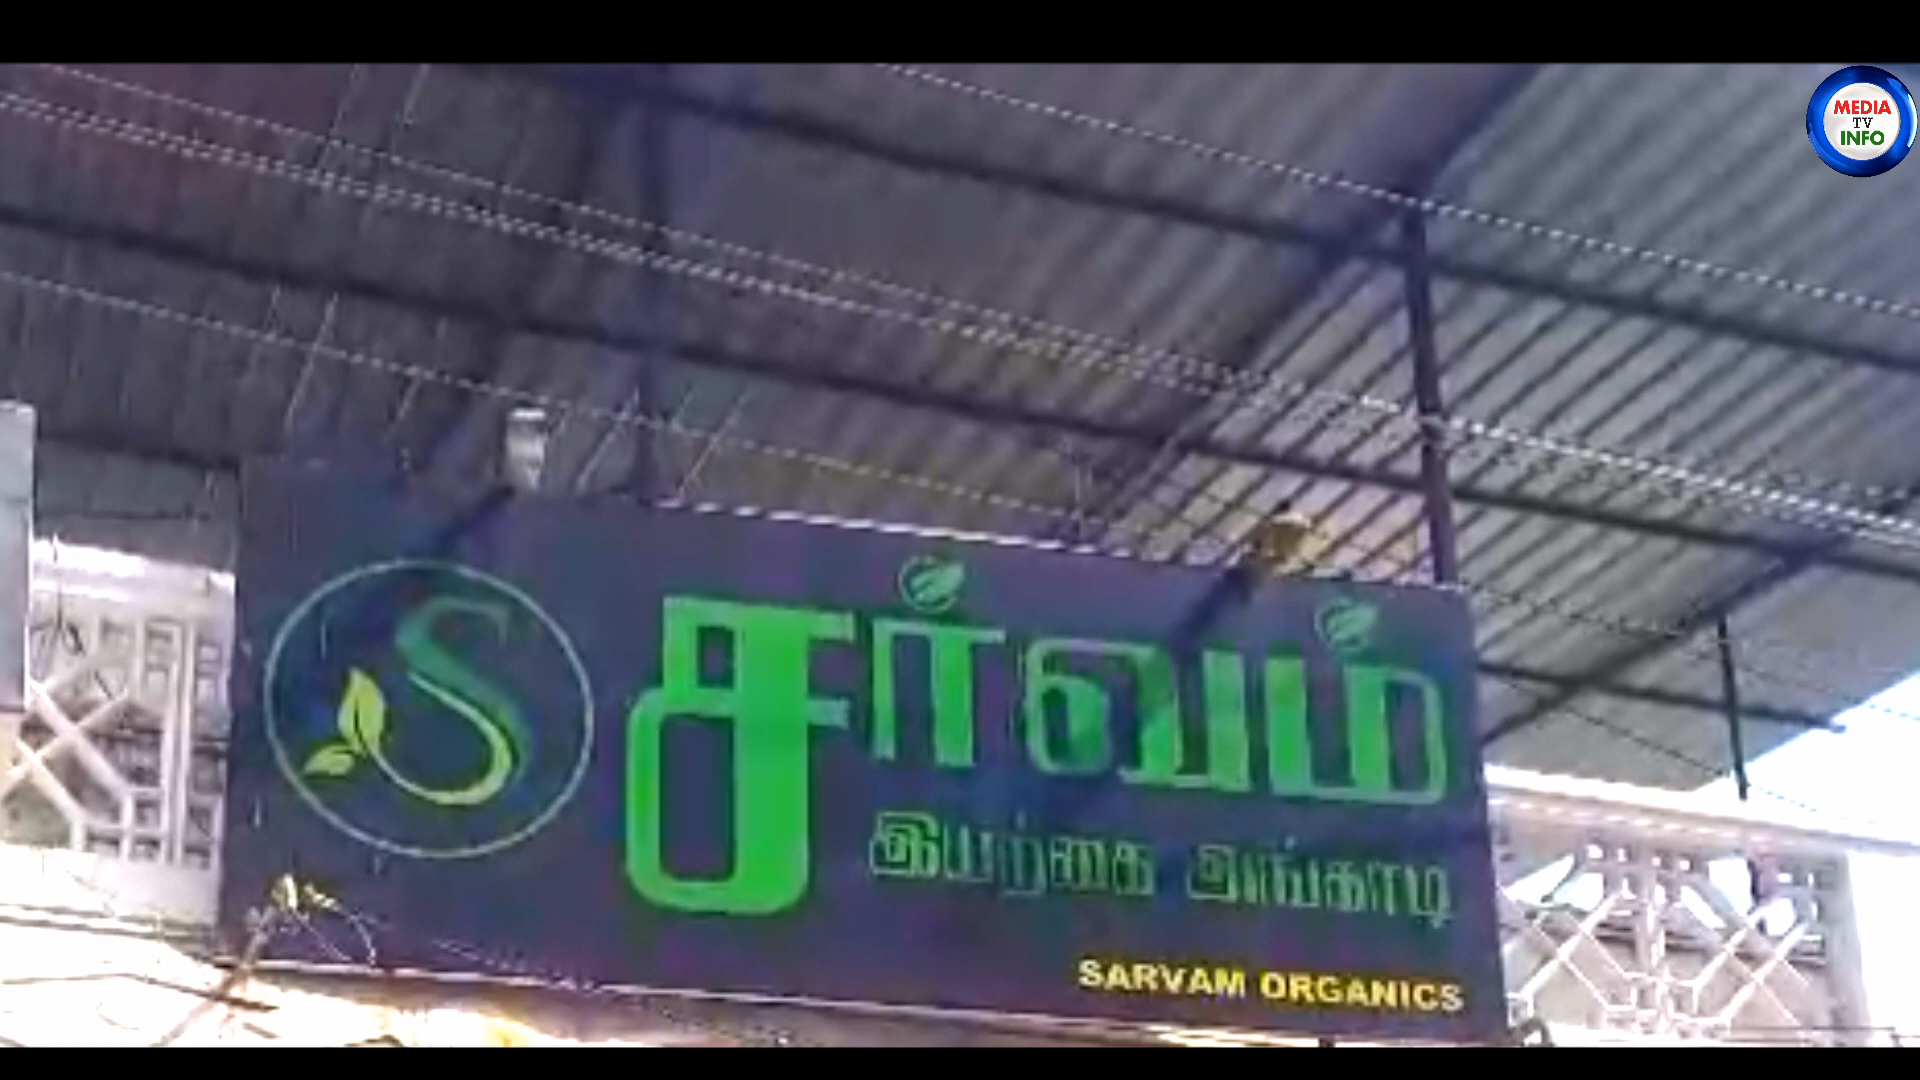 MEDIA
TV
INFO
S
சர்வம்
இயற்கை அங்காடி
SARVAM ORGANICS